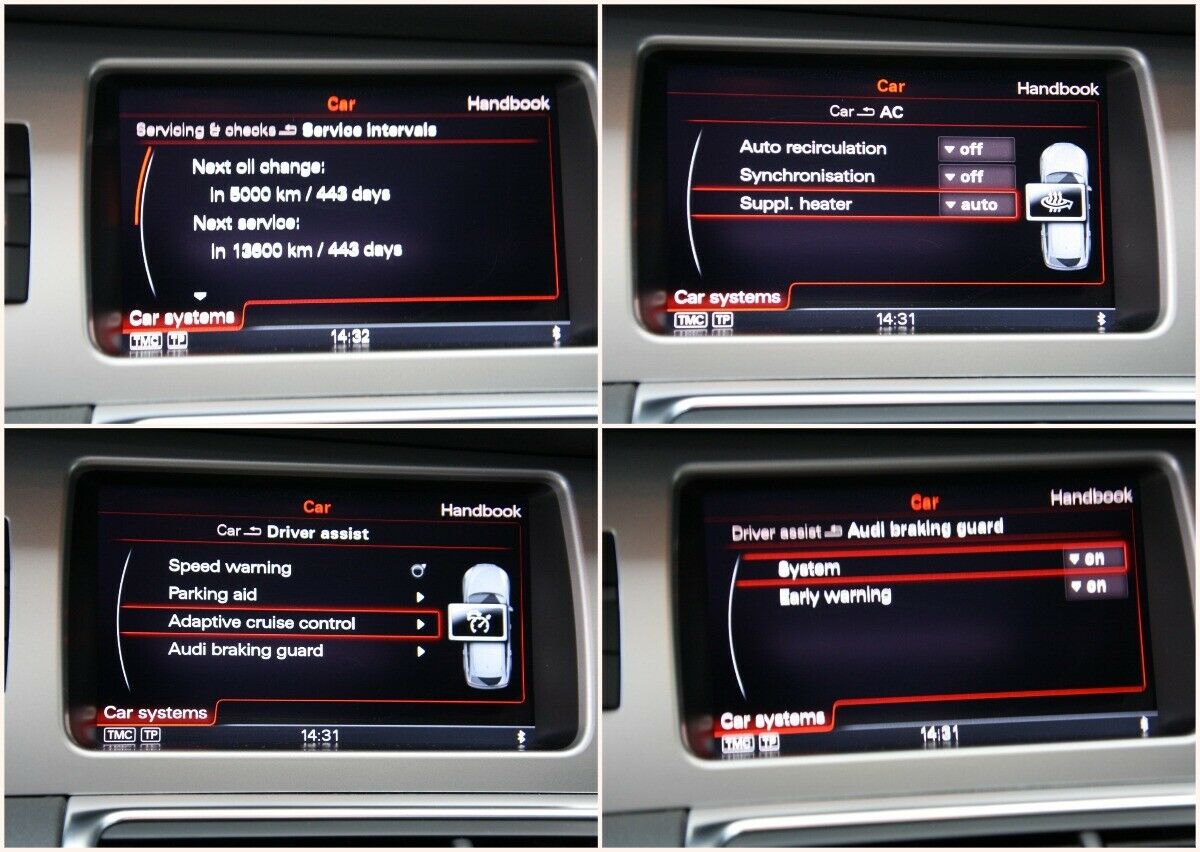 Car
Handbook
Servicing & checks Service intervals
Next oil change:
In 5000 km / 443 days
Next service:
In 13600 km / 443 days
Car systems
TMC TP
14:32
Car
Handbook
Car AC
Auto recirculation off
Synchronisation off
Suppl. heater auto
Car systems
TMC TP
14:31
Car
Handbook
Car Driver assist
Speed warning
Parking aid
Adaptive cruise control
Audi braking guard
Car systems
TMC TP
14:31
Car
Handbook
Driver assist Audi braking guard
System on
Early warning on
Car systems
TMC TP
14:31